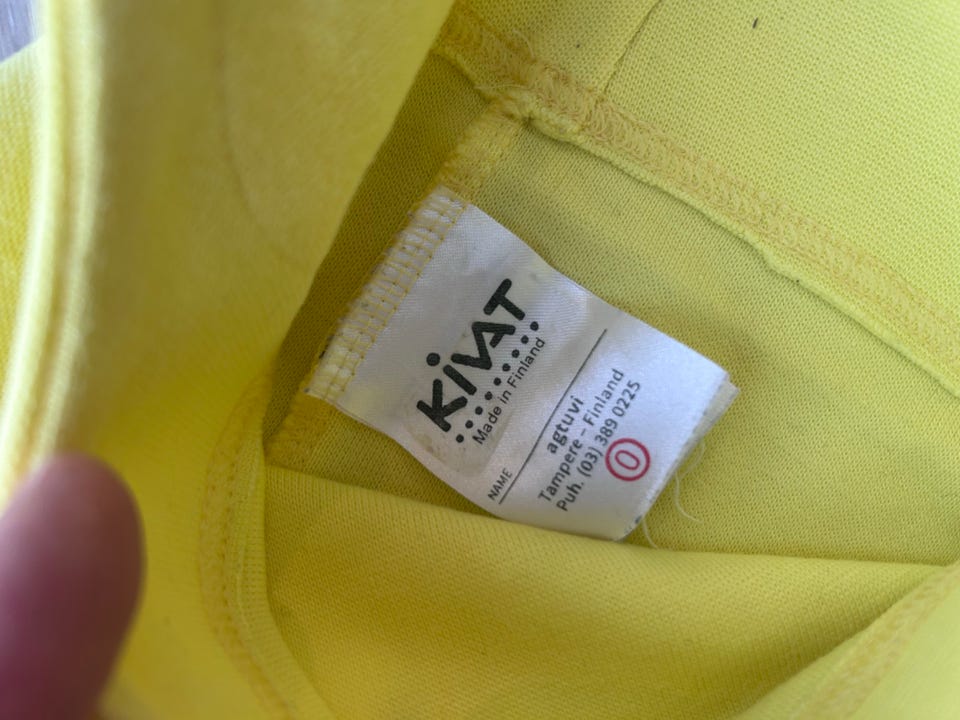 KIVAT
Made in Finland
NAME
agtuvi
Tampere – Finland
Puh. (03) 389 0225
0